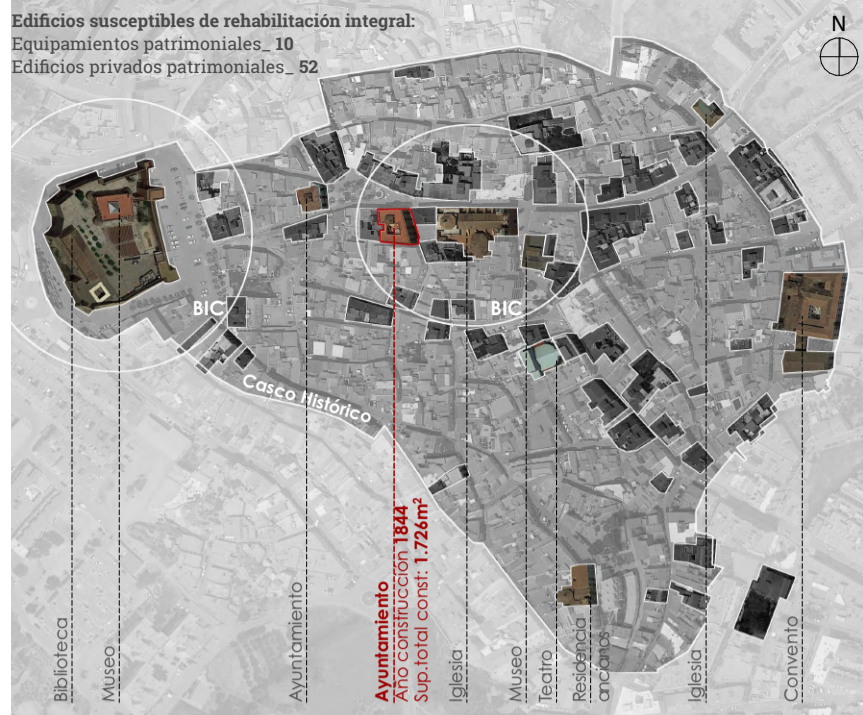 Edificios susceptibles de rehabilitación integral:
Equipamientos patrimoniales_ 10
Edificios privados patrimoniales_ 52
N
BIC
BIC
Casco Histórico
Biblioteca
Museo
Ayuntamiento
Ayuntamiento
Año construcción 1844
Sup.total const: 1.726m²
Iglesia
Museo
Teatro
Residencia
ancianos
Iglesia
Convento